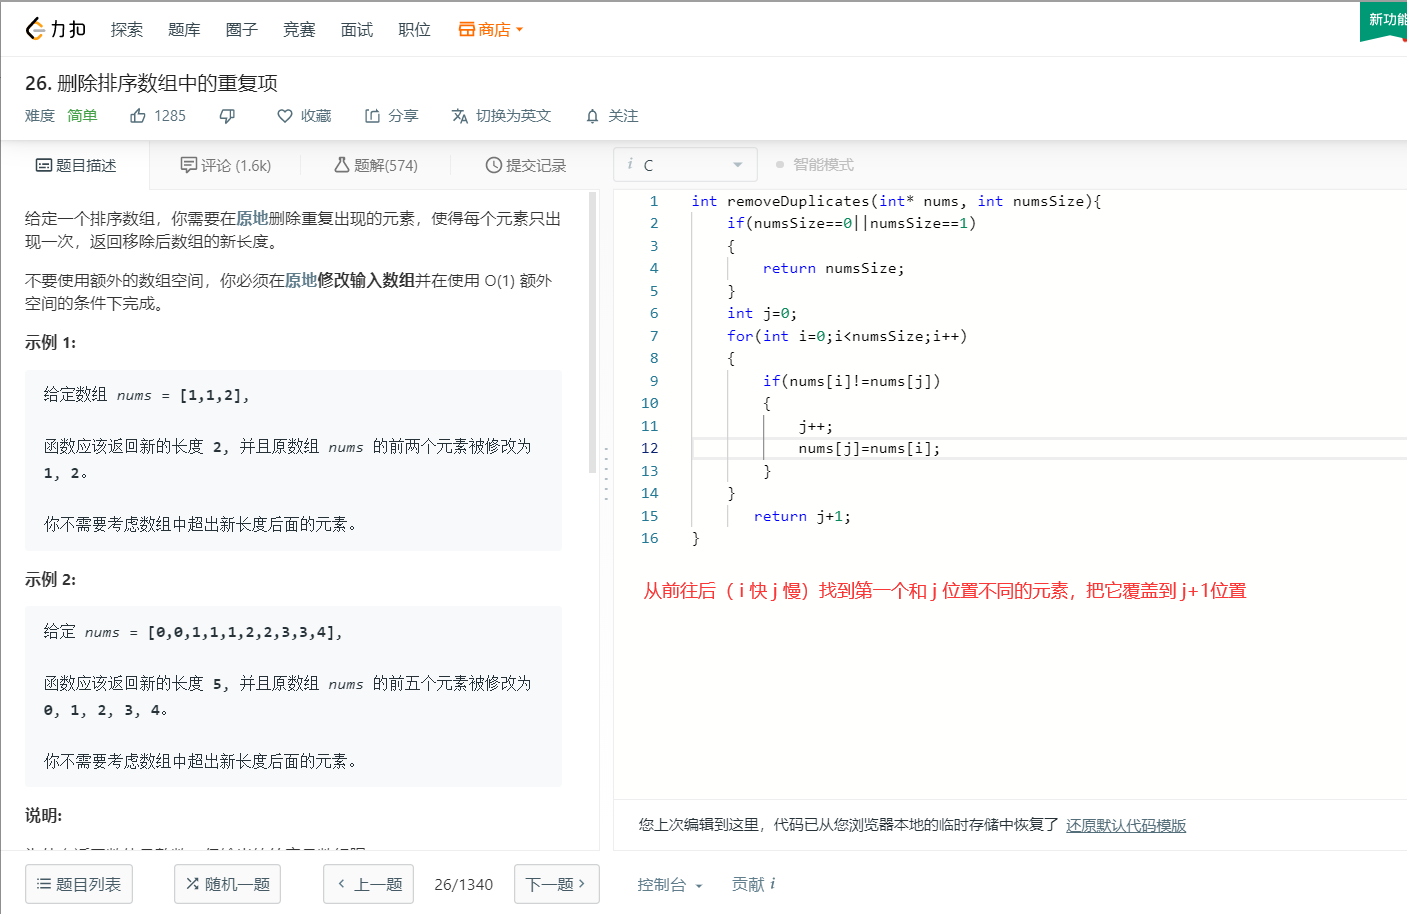 力扣 探索 题库 圈子 竞赛 面试 职位 商店 新功能
26. 删除排序数组中的重复项
难度 简单 1285 收藏 分享 切换为英文 关注
题目描述 评论 (1.6k) 题解(574) 提交记录
给定一个排序数组，你需要在原地删除重复出现的元素，使得每个元素只出
现一次，返回移除后数组的新长度。
不要使用额外的数组空间，你必须在原地修改输入数组并在使用 O(1) 额外
空间的条件下完成。
示例 1:
给定数组 nums = [1,1,2],
函数应该返回新的长度 2, 并且原数组 nums 的前两个元素被修改为
1, 2。
你不需要考虑数组中超出新长度后面的元素。
示例 2:
给定 nums = [0,0,1,1,1,2,2,3,3,4],
函数应该返回新的长度 5, 并且原数组 nums 的前五个元素被修改为
0, 1, 2, 3, 4。
你不需要考虑数组中超出新长度后面的元素。
说明:
i C 智能模式
1 int removeDuplicates(int* nums, int numsSize){
2 if(numsSize==0||numsSize==1)
3 {
4 return numsSize;
5 }
6 int j=0;
7 for(int i=0;i<numsSize;i++)
8 {
9 if(nums[i]!=nums[j])
10 {
11 j++;
12 nums[j]=nums[i];
13 }
14 }
15 return j+1;
16 }
从前往后（ i 快 j 慢）找到第一个和 j 位置不同的元素，把它覆盖到 j+1位置
您上次编辑到这里，代码已从您浏览器本地的临时存储中恢复了 还原默认代码模版
题目列表 随机一题 上一题 26/1340 下一题 控制台 贡献 i